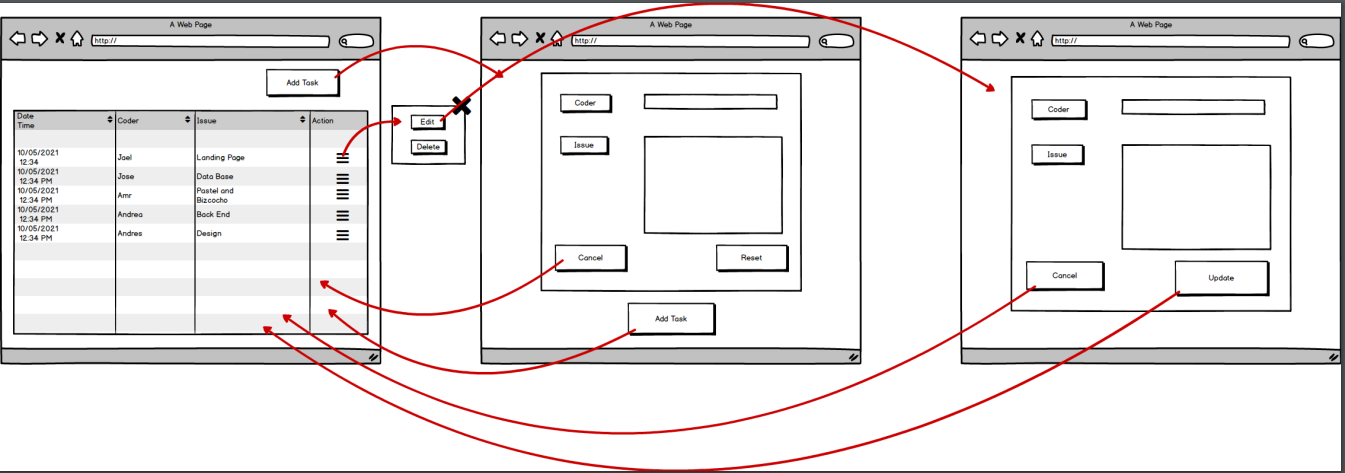 A Web Page
http://
Add Task
Date
Time
Coder
Issue
Action
10/05/2021
12:34
Joel
Landing Page
10/05/2021
12:34 PM
Jose
Data Base
10/05/2021
12:34 PM
Amr
Pastel and
Bizcocho
10/05/2021
12:34 PM
Andrea
Back End
10/05/2021
12:34 PM
Andres
Design
Edit
Delete
A Web Page
http://
Coder
Issue
Cancel
Reset
Add Task
A Web Page
http://
Coder
Issue
Cancel
Update